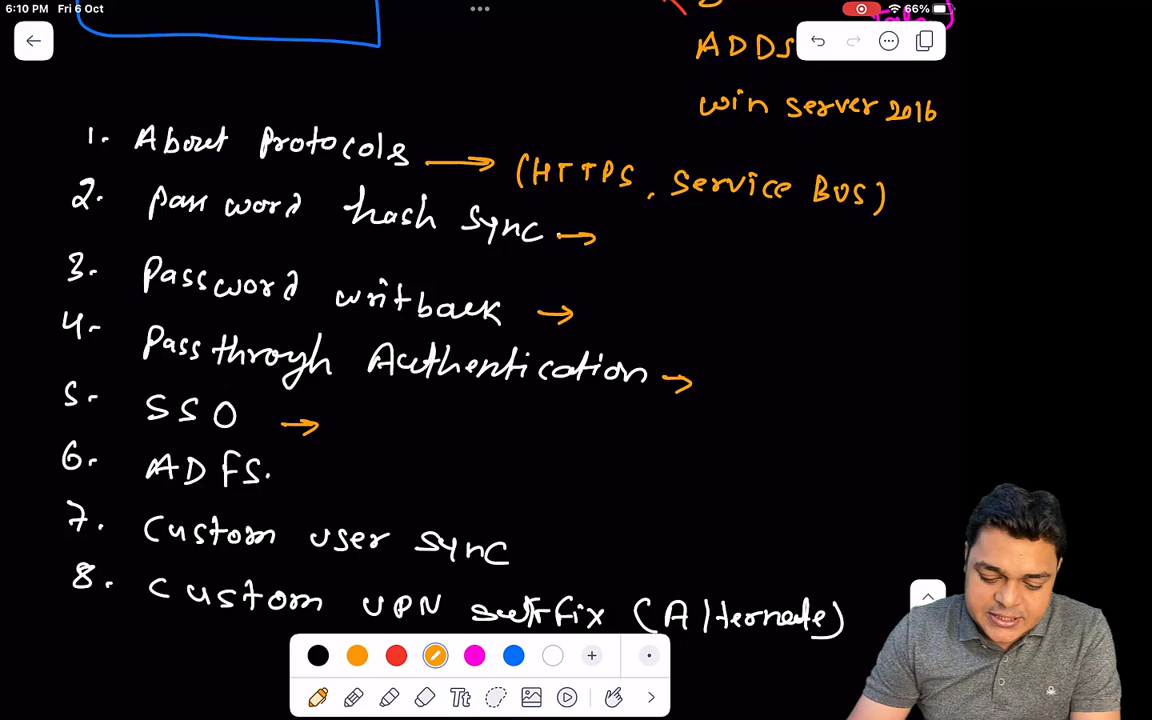 6:10 PM Fri 6 Oct
66%
ADDS
win server 2016
1. About Protocols → (HTTPS, Service BUS)
2. Password hash sync →
3. Password writback →
4. Passthrough Authentication →
5. SSO →
6. ADFS.
7. Custom user sync
8. Custom UPN suffix (Alternate)
Tt